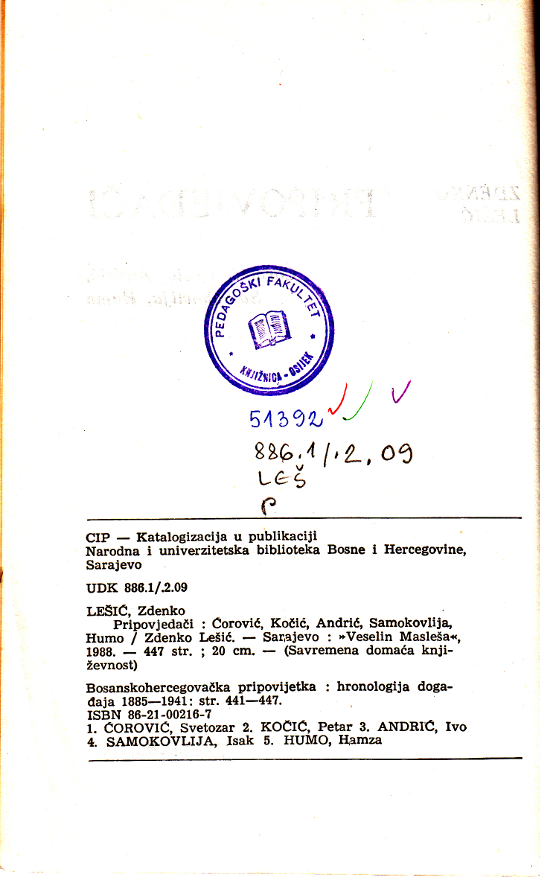 PEDAGOŠKI FAKULTET
KNJIŽNICA - OSIJEK
51392
886.1/.2.09
LEŠ
P
CIP — Katalogizacija u publikaciji
Narodna i univerzitetska biblioteka Bosne i Hercegovine,
Sarajevo
UDK 886.1/.2.09
LEŠIĆ, Zdenko
Pripovjedači : Ćorović, Kočić, Andrić, Samokovlija,
Humo / Zdenko Lešić. — Sarajevo : »Veselin Masleša«,
1988. — 447 str. ; 20 cm. — (Savremena domaća knji-
ževnost)
Bosanskohercegovačka pripovijetka : hronologija doga-
đaja 1885—1941: str. 441—447.
ISBN 86-21-00216-7
1. ĆOROVIĆ, Svetozar 2. KOČIĆ, Petar 3. ANDRIĆ, Ivo
4. SAMOKOVLIJA, Isak 5. HUMO, Hamza